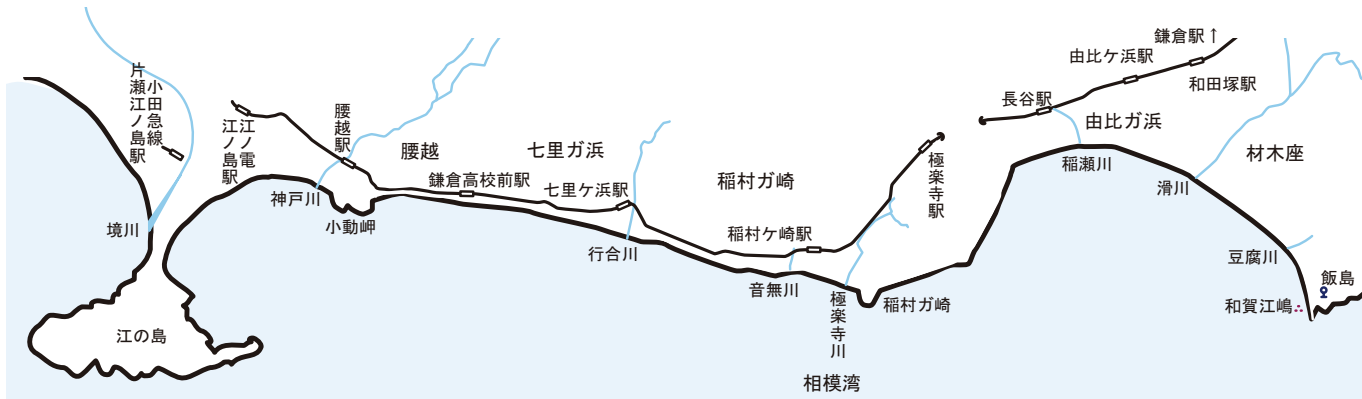 小田急線
片瀬江ノ島駅
江ノ電
江ノ島駅
境川
江の島
腰越駅
神戸川
小動岬
腰越
鎌倉高校前駅
七里ガ浜
七里ケ浜駅
行合川
稲村ガ崎
稲村ケ崎駅
音無川
極楽寺川
極楽寺駅
稲村ガ崎
相模湾
長谷駅
由比ケ浜駅
鎌倉駅↑
和田塚駅
由比ガ浜
稲瀬川
材木座
滑川
豆腐川
飯島
和賀江嶋